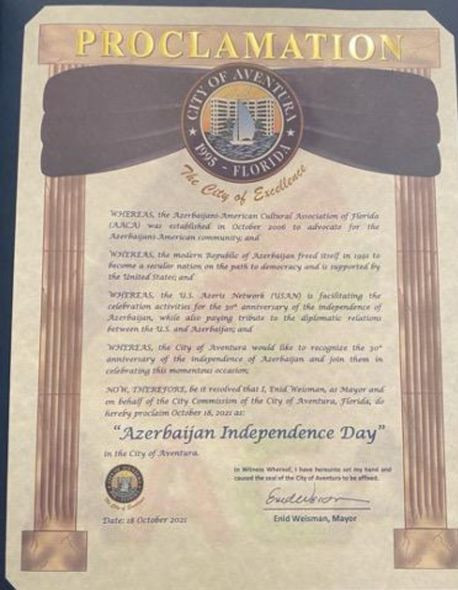 PROCLAMATION
CITY OF AVENTURA
1995 - FLORIDA
The City of Excellence
WHEREAS, the Azerbaijani-American Cultural Association of Florida
(AACA) was established in October 2006 to advocate for the
Azerbaijani-American community; and
WHEREAS, the modern Republic of Azerbaijan freed itself in 1991 to
become a secular nation on the path to democracy and is supported by
the United States; and
WHEREAS, the U.S. Azeris Network (USAN) is facilitating the
celebration activities for the 30th anniversary of the independence of
Azerbaijan, while also paying tribute to the diplomatic relations
between the U.S. and Azerbaijan; and
WHEREAS, the City of Aventura would like to recognize the 30th
anniversary of the independence of Azerbaijan and join them in
celebrating this momentous occasion;
NOW, THEREFORE, be it resolved that I, Enid Weisman, as Mayor and
on behalf of the City Commission of the City of Aventura, Florida, do
hereby proclaim October 18, 2021 as:
"Azerbaijan Independence Day"
in the City of Aventura.
In Witness Whereof, I have hereunto set my hand and
caused the seal of the City of Aventura to be affixed.
Date: 18 October 2021
Enid Weisman, Mayor